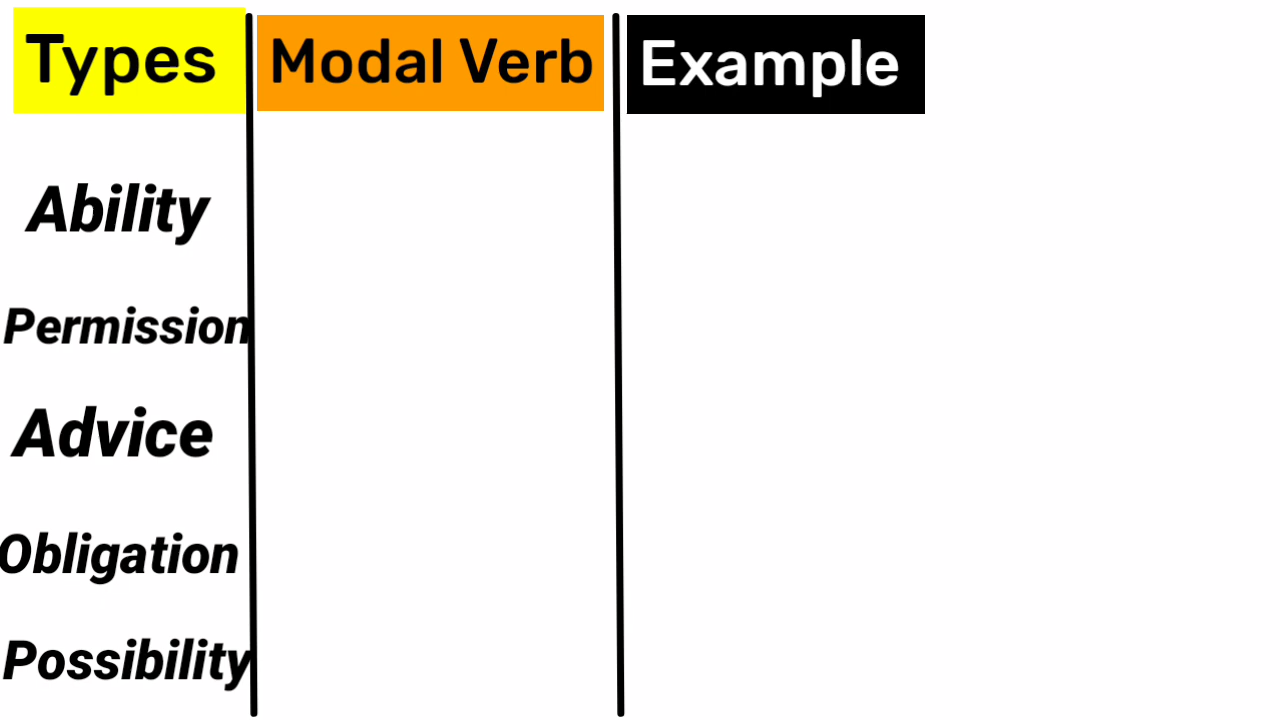 Types Modal Verb Example
Ability
Permission
Advice
Obligation
Possibility